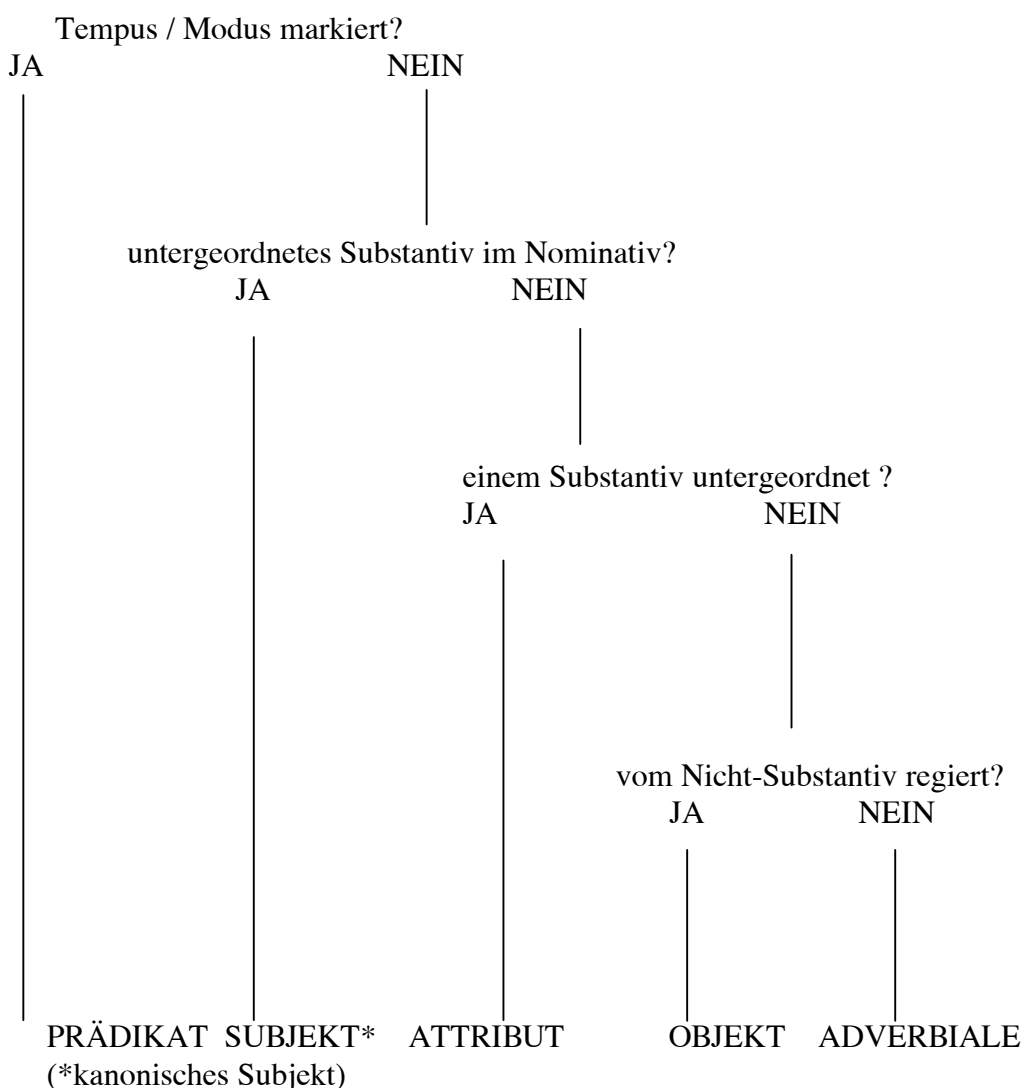 Tempus / Modus markiert?
JA NEIN
untergeordnetes Substantiv im Nominativ?
JA NEIN
einem Substantiv untergeordnet ?
JA NEIN
vom Nicht-Substantiv regiert?
JA NEIN
PRÄDIKAT SUBJEKT* ATTRIBUT OBJEKT ADVERBIALE
(*kanonisches Subjekt)